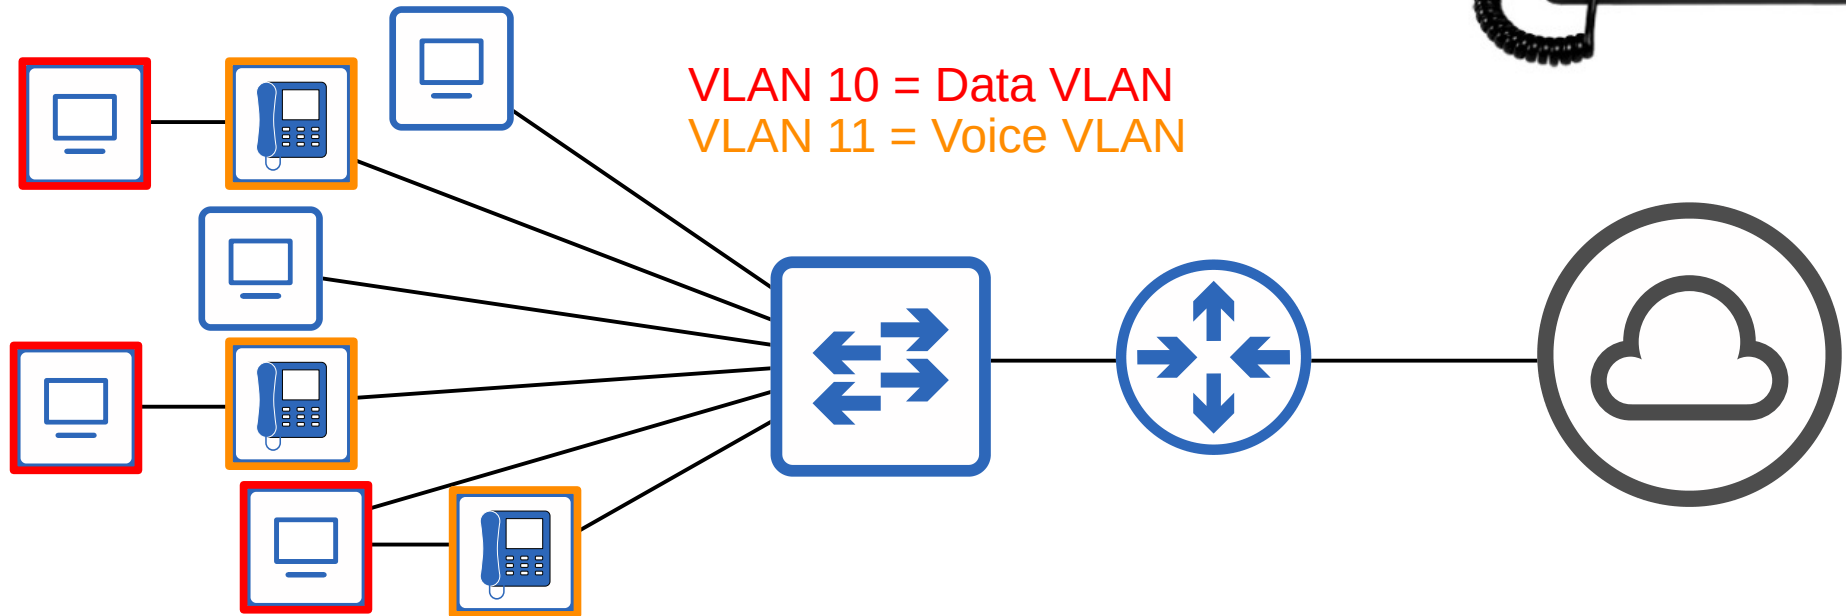 VLAN 10 = Data VLAN
VLAN 11 = Voice VLAN